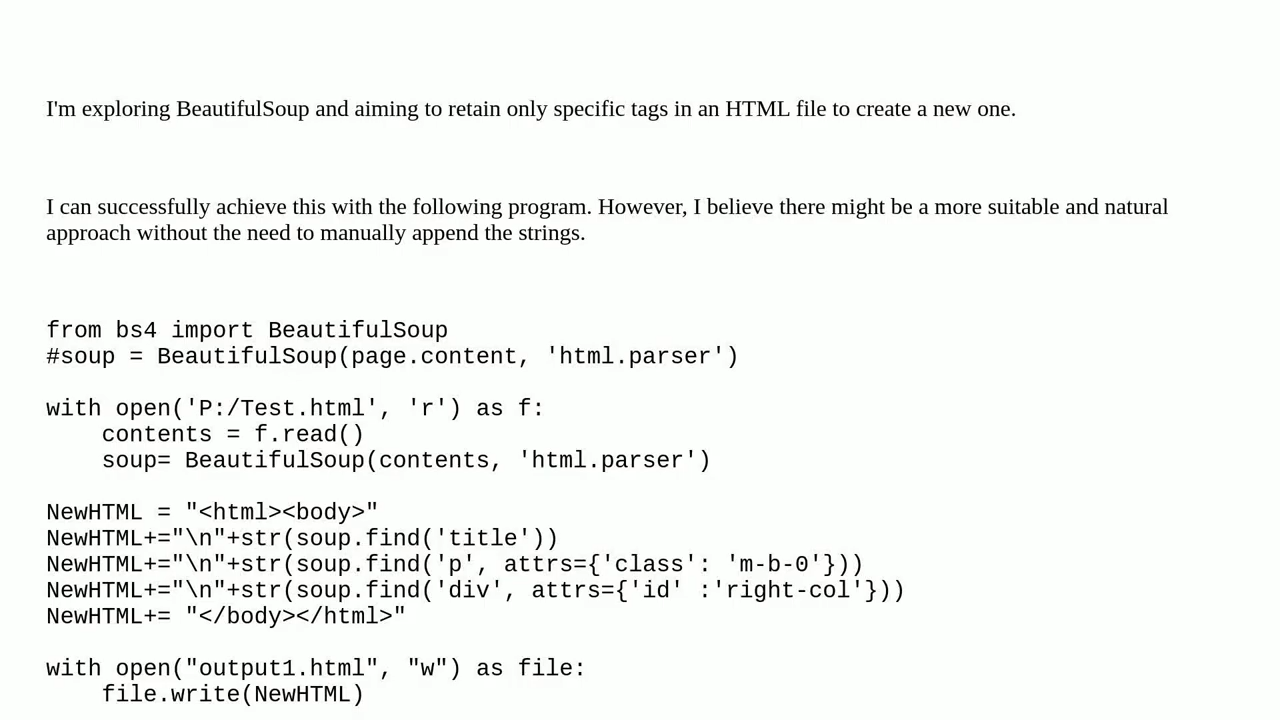 I'm exploring BeautifulSoup and aiming to retain only specific tags in an HTML file to create a new one.
I can successfully achieve this with the following program. However, I believe there might be a more suitable and natural
approach without the need to manually append the strings.
from bs4 import BeautifulSoup
#soup = BeautifulSoup(page.content, 'html.parser')
with open('P:/Test.html', 'r') as f:
    contents = f.read()
    soup= BeautifulSoup(contents, 'html.parser')
NewHTML = "<html><body>"
NewHTML+="\n"+str(soup.find('title'))
NewHTML+="\n"+str(soup.find('p', attrs={'class': 'm-b-0'}))
NewHTML+="\n"+str(soup.find('div', attrs={'id' :'right-col'}))
NewHTML+= "</body></html>"
with open("output1.html", "w") as file:
    file.write(NewHTML)